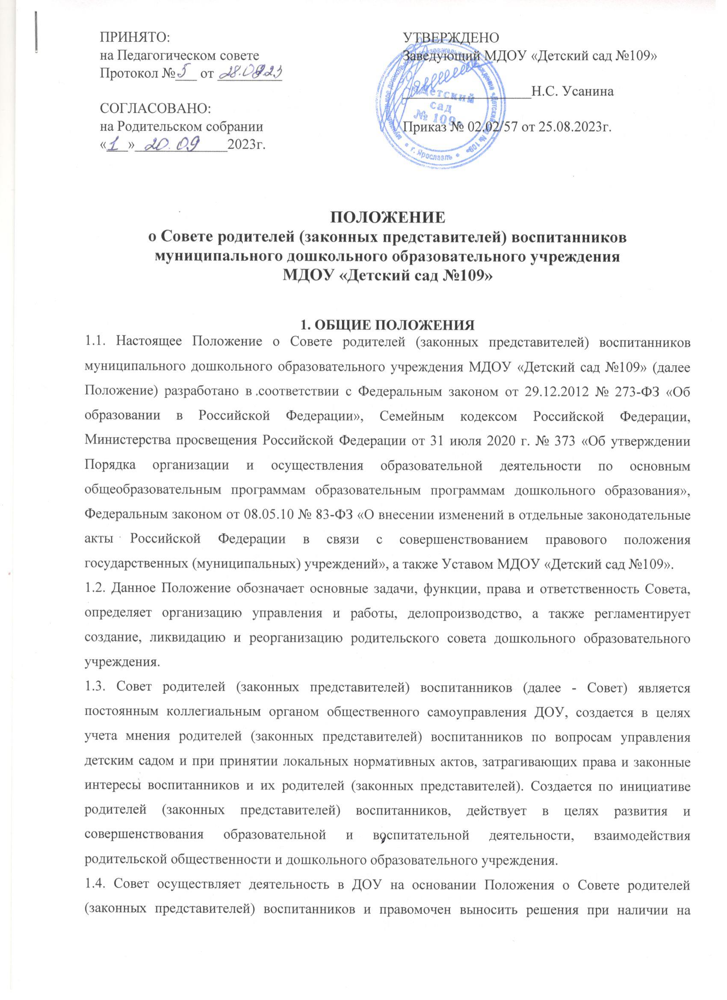 ПРИНЯТО:
на Педагогическом совете
Протокол № 5 от 28.08.23
СОГЛАСОВАНО:
на Родительском собрании
« 1 » 20. 09 2023г.
УТВЕРЖДЕНО
Заведующий МДОУ «Детский сад №109»
Н.С. Усанина
Приказ № 02.02/57 от 25.08.2023г.
«Детский
сад
№ 109»
г. Ярославль
ПОЛОЖЕНИЕ
о Совете родителей (законных представителей) воспитанников
муниципального дошкольного образовательного учреждения
МДОУ «Детский сад №109»
1. ОБЩИЕ ПОЛОЖЕНИЯ
1.1. Настоящее Положение о Совете родителей (законных представителей) воспитанников
муниципального дошкольного образовательного учреждения МДОУ «Детский сад №109» (далее
Положение) разработано в соответствии с Федеральным законом от 29.12.2012 № 273-ФЗ «Об
образовании в Российской Федерации», Семейным кодексом Российской Федерации,
Министерства просвещения Российской Федерации от 31 июля 2020 г. № 373 «Об утверждении
Порядка организации и осуществления образовательной деятельности по основным
общеобразовательным программам образовательным программам дошкольного образования»,
Федеральным законом от 08.05.10 № 83-ФЗ «О внесении изменений в отдельные законодательные
акты Российской Федерации в связи с совершенствованием правового положения
государственных (муниципальных) учреждений», а также Уставом МДОУ «Детский сад №109».
1.2. Данное Положение обозначает основные задачи, функции, права и ответственность Совета,
определяет организацию управления и работы, делопроизводство, а также регламентирует
создание, ликвидацию и реорганизацию родительского совета дошкольного образовательного
учреждения.
1.3. Совет родителей (законных представителей) воспитанников (далее - Совет) является
постоянным коллегиальным органом общественного самоуправления ДОУ, создается в целях
учета мнения родителей (законных представителей) воспитанников по вопросам управления
детским садом и при принятии локальных нормативных актов, затрагивающих права и законные
интересы воспитанников и их родителей (законных представителей). Создается по инициативе
родителей (законных представителей) воспитанников, действует в целях развития и
совершенствования образовательной и воспитательной деятельности, взаимодействия
родительской общественности и дошкольного образовательного учреждения.
1.4. Совет осуществляет деятельность в ДОУ на основании Положения о Совете родителей
(законных представителей) воспитанников и правомочен выносить решения при наличии на